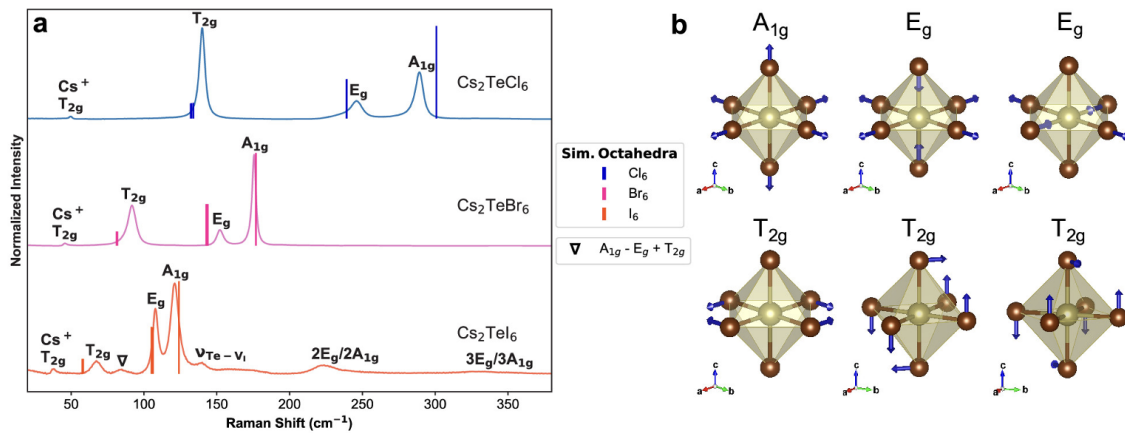 a
T2g
A1g
Cs2TeCl6
Cs+
T2g
Eg
A1g
T2g
Cs2TeBr6
Cs+
T2g
Eg
A1g
Eg
Cs2TeI6
Cs+
T2g
T2g
∇
νTe − VI
2Eg/2A1g
3Eg/3A1g
Normalized Intensity
50 100 150 200 250 300 350
Raman Shift (cm−1)
Sim. Octahedra
Cl6
Br6
I6
∇ A1g - Eg + T2g
b
A1g Eg Eg
c c c
a b a b a b
T2g T2g T2g
c c c
a b a b a b